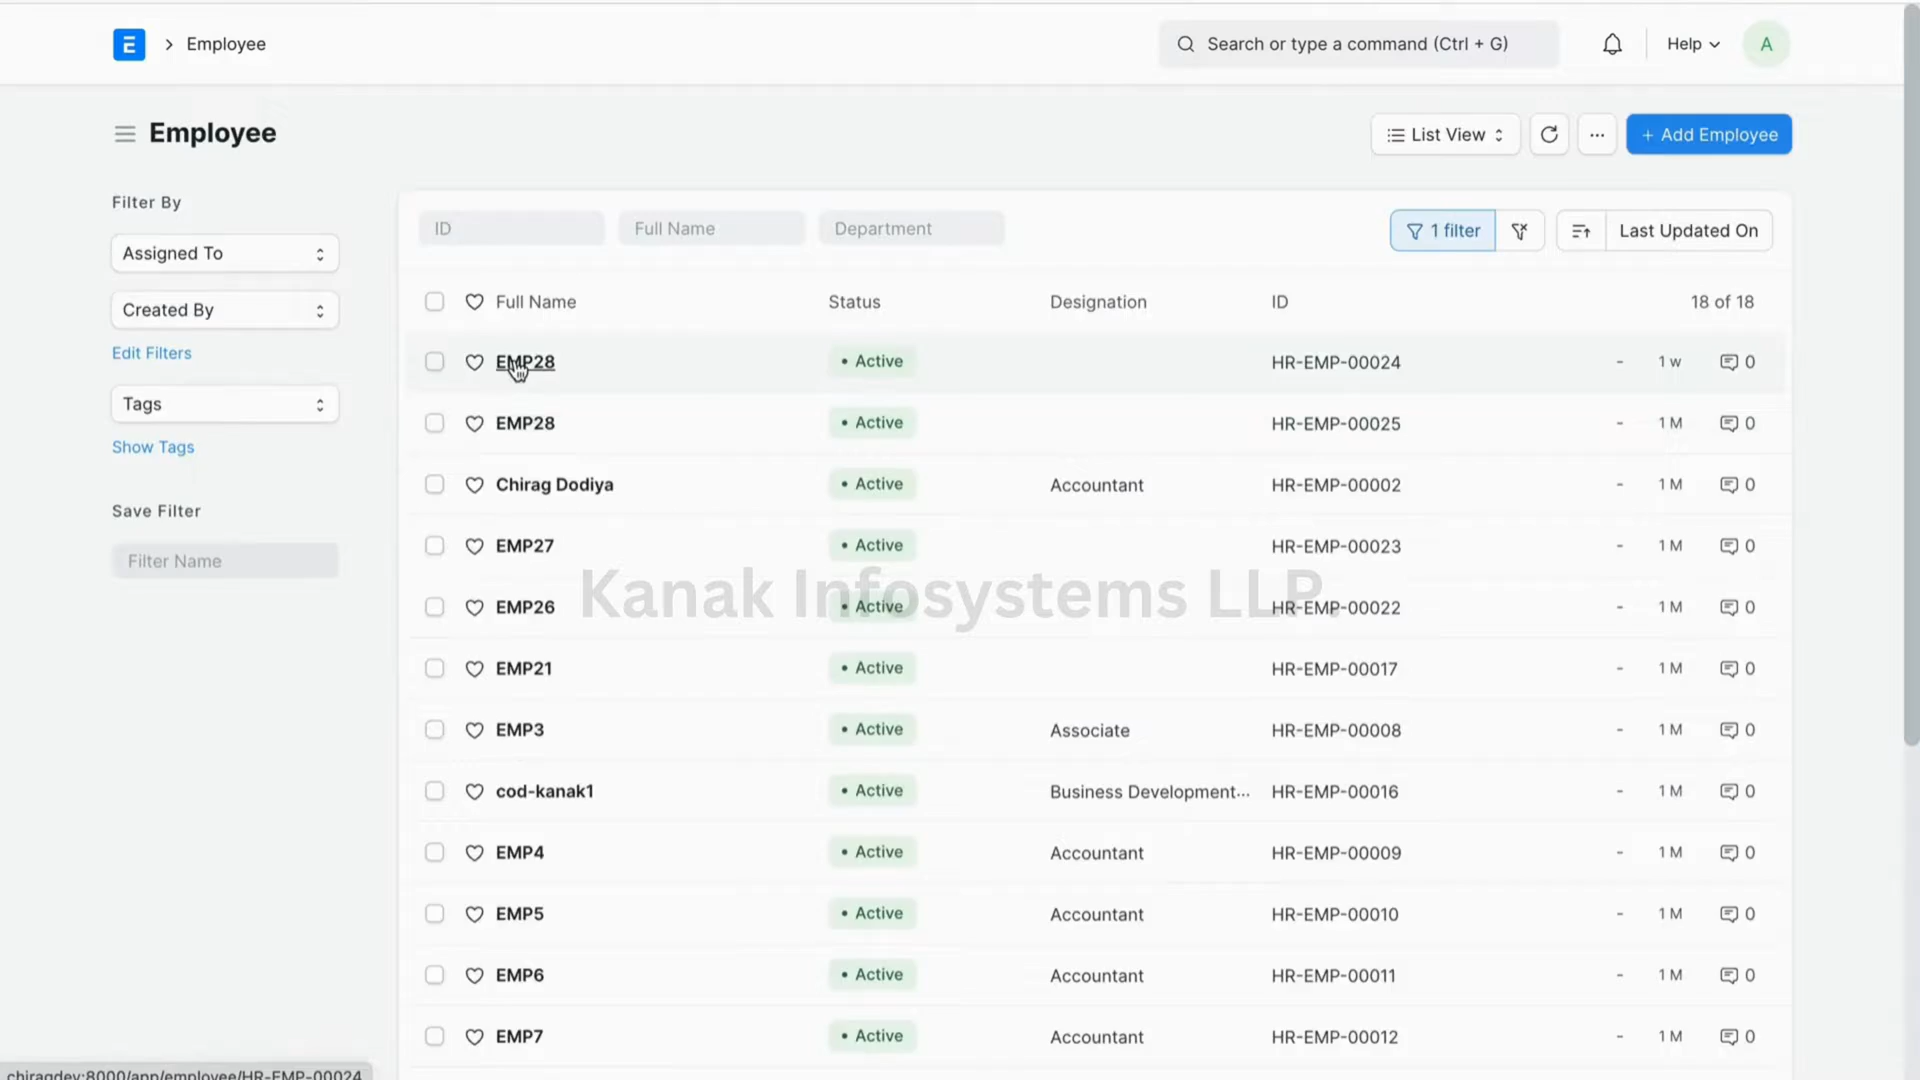 E > Employee Search or type a command (Ctrl + G) Help A
Employee List View ... + Add Employee
Filter By
Assigned To
Created By
Edit Filters
Tags
Show Tags
Save Filter
Filter Name
ID Full Name Department 1 filter Last Updated On
Full Name Status Designation ID 18 of 18
EMP28 • Active HR-EMP-00024 - 1 w 0
EMP28 • Active HR-EMP-00025 - 1 M 0
Chirag Dodiya • Active Accountant HR-EMP-00002 - 1 M 0
EMP27 • Active HR-EMP-00023 - 1 M 0
Kanak Infosystems LLP.
EMP26 • Active HR-EMP-00022 - 1 M 0
EMP21 • Active HR-EMP-00017 - 1 M 0
EMP3 • Active Associate HR-EMP-00008 - 1 M 0
cod-kanak1 • Active Business Development... HR-EMP-00016 - 1 M 0
EMP4 • Active Accountant HR-EMP-00009 - 1 M 0
EMP5 • Active Accountant HR-EMP-00010 - 1 M 0
EMP6 • Active Accountant HR-EMP-00011 - 1 M 0
EMP7 • Active Accountant HR-EMP-00012 - 1 M 0
chiragdev:8000/app/employee/HR-EMP-00024